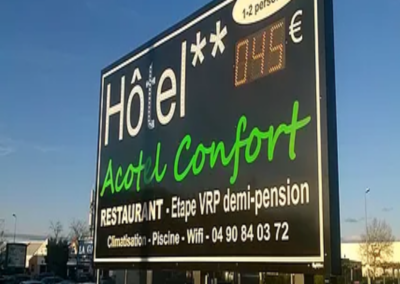 Hôtel**
1-2 person
045 €
Acotel Confort
RESTAURANT - Etape VRP demi-pension
Climatisation - Piscine - Wifi - 04 90 84 03 72